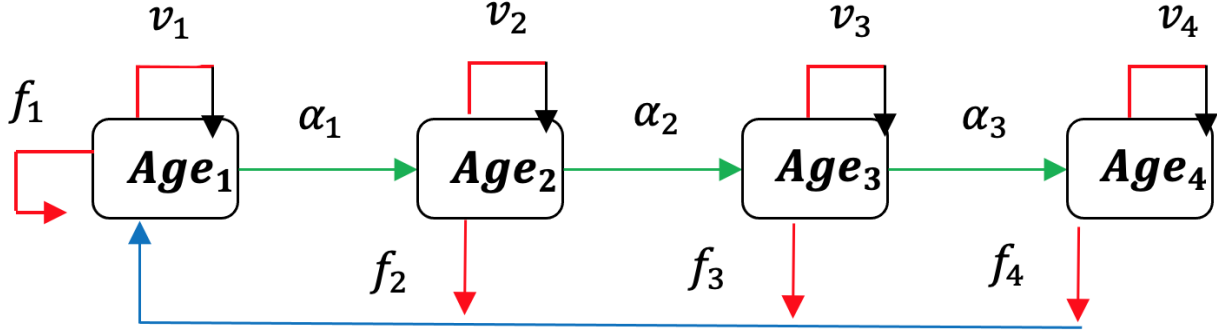 v₁ v₂ v₃ v₄
f₁ α₁ α₂ α₃
Age₁ Age₂ Age₃ Age₄
f₂ f₃ f₄